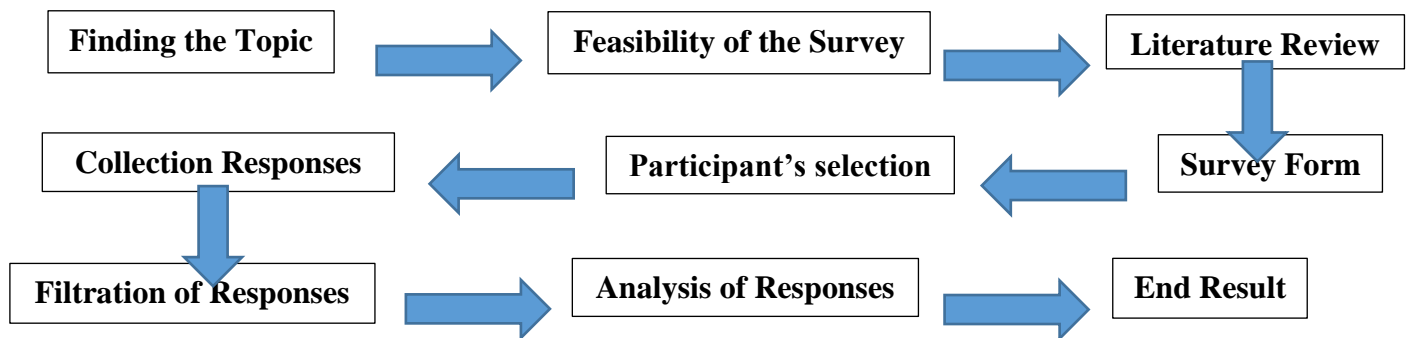 Finding the Topic
Feasibility of the Survey
Literature Review
Survey Form
Participant’s selection
Collection Responses
Filtration of Responses
Analysis of Responses
End Result